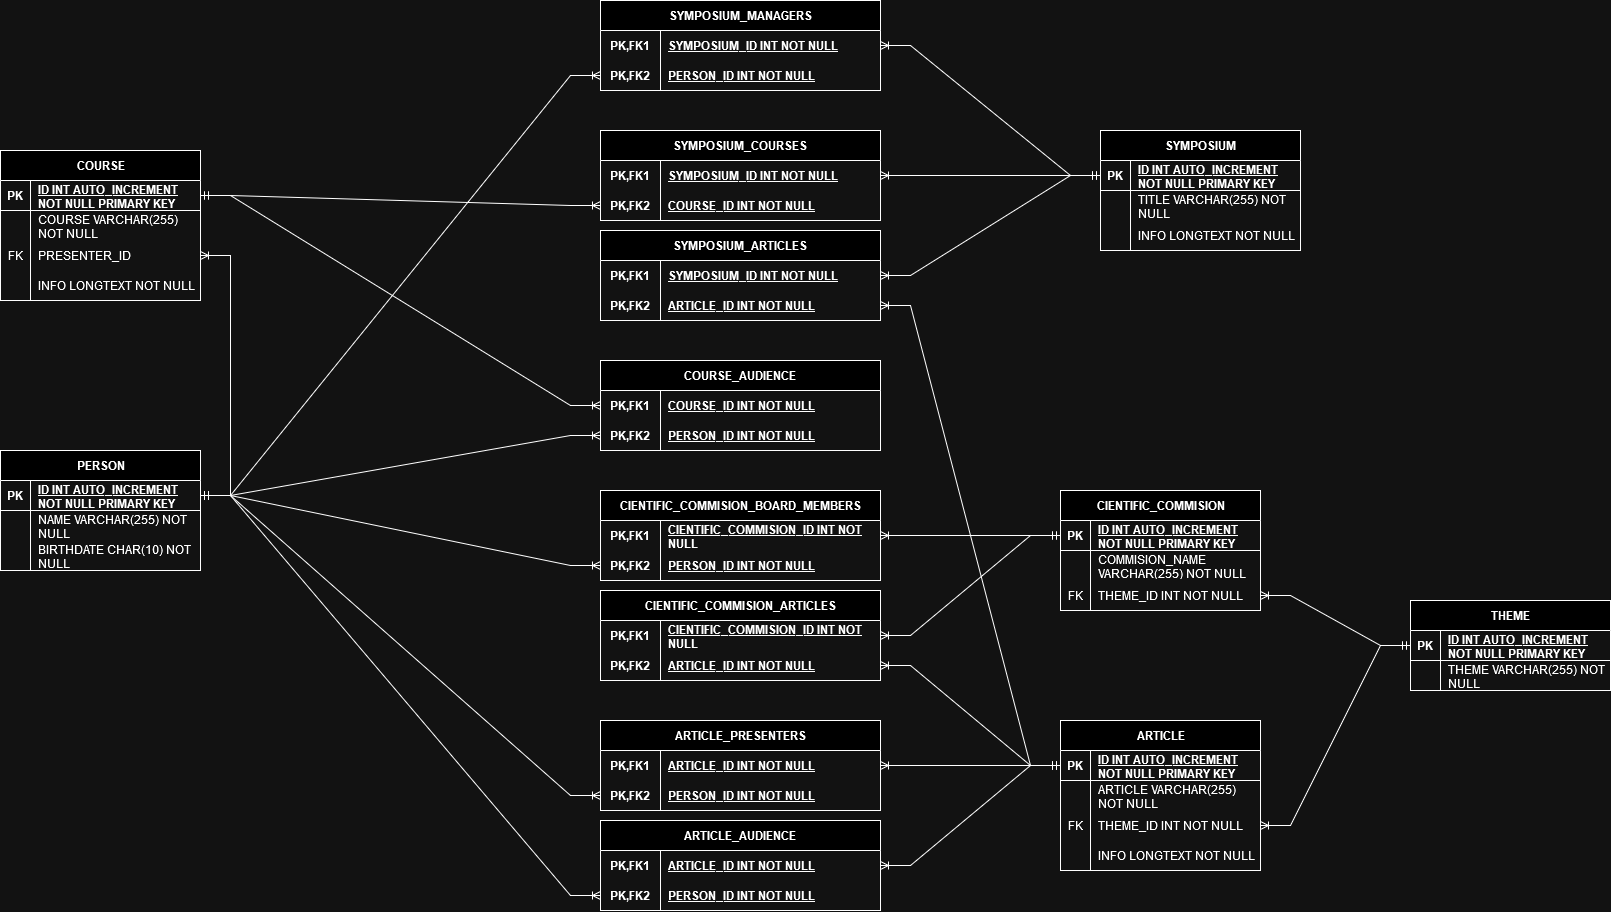 SYMPOSIUM_MANAGERS
PK,FK1 SYMPOSIUM_ID INT NOT NULL
PK,FK2 PERSON_ID INT NOT NULL
SYMPOSIUM_COURSES
PK,FK1 SYMPOSIUM_ID INT NOT NULL
PK,FK2 COURSE_ID INT NOT NULL
SYMPOSIUM
PK ID INT AUTO_INCREMENT
NOT NULL PRIMARY KEY
TITLE VARCHAR(255) NOT
NULL
INFO LONGTEXT NOT NULL
COURSE
PK ID INT AUTO_INCREMENT
NOT NULL PRIMARY KEY
COURSE VARCHAR(255)
NOT NULL
FK PRESENTER_ID
INFO LONGTEXT NOT NULL
SYMPOSIUM_ARTICLES
PK,FK1 SYMPOSIUM_ID INT NOT NULL
PK,FK2 ARTICLE_ID INT NOT NULL
COURSE_AUDIENCE
PK,FK1 COURSE_ID INT NOT NULL
PK,FK2 PERSON_ID INT NOT NULL
PERSON
PK ID INT AUTO_INCREMENT
NOT NULL PRIMARY KEY
NAME VARCHAR(255) NOT
NULL
BIRTHDATE CHAR(10) NOT
NULL
CIENTIFIC_COMMISION_BOARD_MEMBERS
PK,FK1 CIENTIFIC_COMMISION_ID INT NOT
NULL
PK,FK2 PERSON_ID INT NOT NULL
CIENTIFIC_COMMISION
PK ID INT AUTO_INCREMENT
NOT NULL PRIMARY KEY
COMMISION_NAME
VARCHAR(255) NOT NULL
FK THEME_ID INT NOT NULL
CIENTIFIC_COMMISION_ARTICLES
PK,FK1 CIENTIFIC_COMMISION_ID INT NOT
NULL
PK,FK2 ARTICLE_ID INT NOT NULL
THEME
PK ID INT AUTO_INCREMENT
NOT NULL PRIMARY KEY
THEME VARCHAR(255) NOT
NULL
ARTICLE_PRESENTERS
PK,FK1 ARTICLE_ID INT NOT NULL
PK,FK2 PERSON_ID INT NOT NULL
ARTICLE
PK ID INT AUTO_INCREMENT
NOT NULL PRIMARY KEY
ARTICLE VARCHAR(255)
NOT NULL
FK THEME_ID INT NOT NULL
INFO LONGTEXT NOT NULL
ARTICLE_AUDIENCE
PK,FK1 ARTICLE_ID INT NOT NULL
PK,FK2 PERSON_ID INT NOT NULL